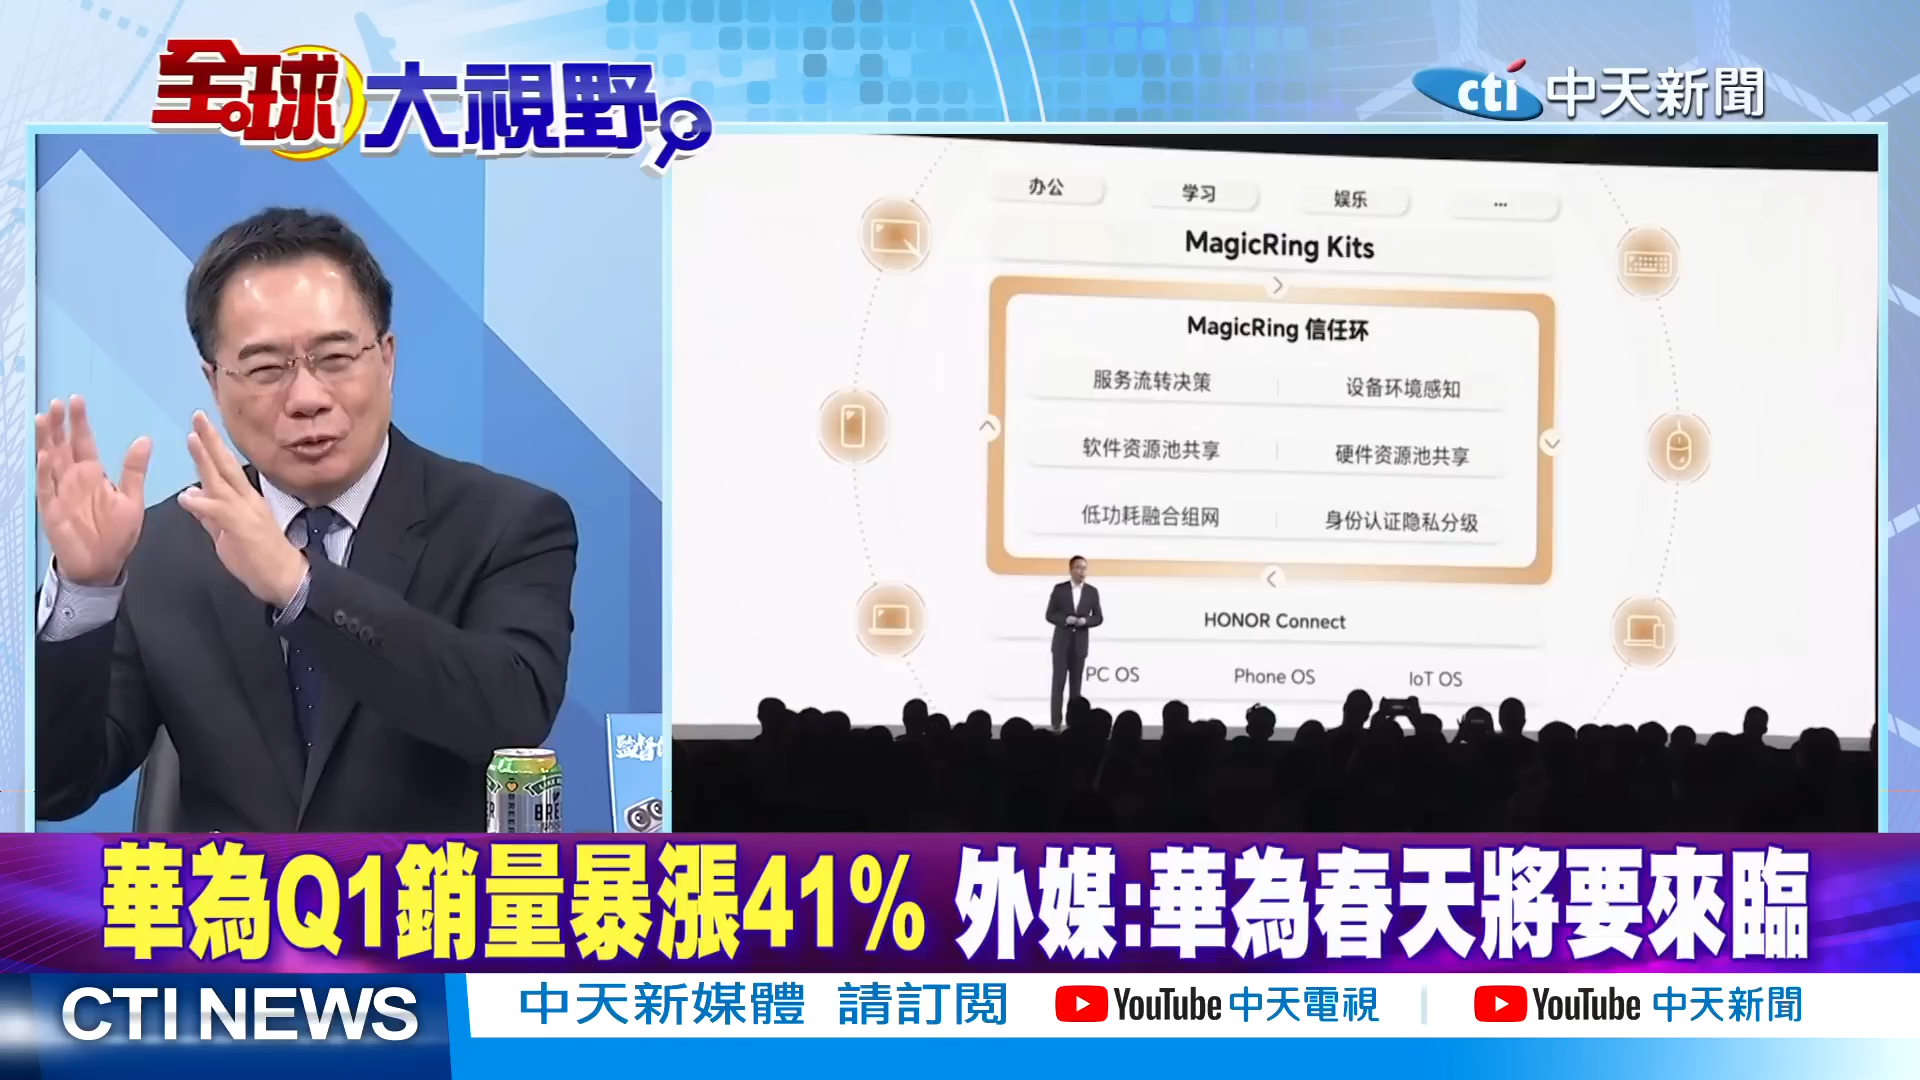 全球大視野
cti 中天新聞
办公 学习 娱乐 ...
MagicRing Kits
MagicRing 信任环
服务流转决策 设备环境感知
软件资源池共享 硬件资源池共享
低功耗融合组网 身份认证隐私分级
HONOR Connect
PC OS Phone OS IoT OS
監督
華為Q1銷量暴漲41% 外媒:華為春天將要來臨
CTI NEWS
中天新媒體 請訂閱 YouTube 中天電視 YouTube 中天新聞